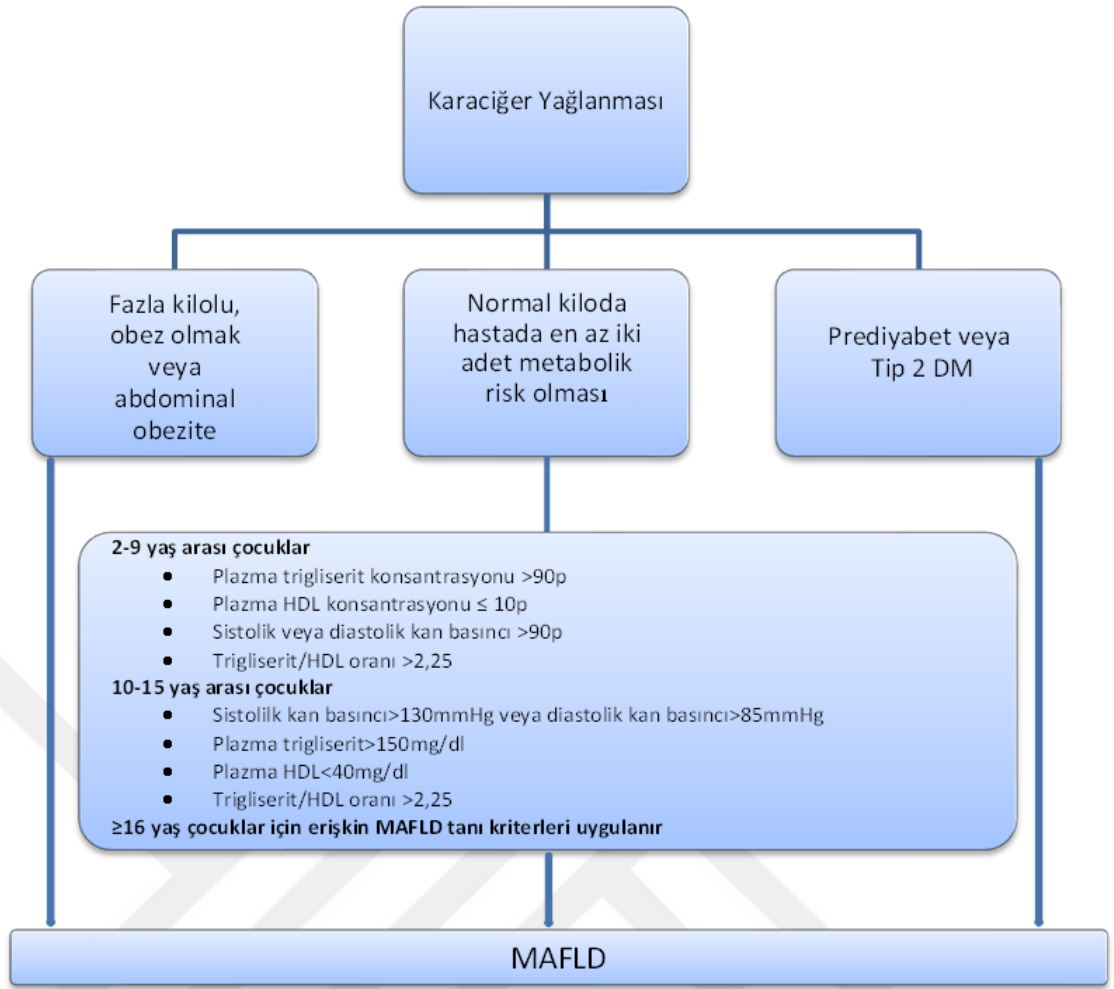 Karaciğer Yağlanması
Fazla kilolu,
obez olmak
veya
abdominal
obezite
Normal kiloda
hastada en az iki
adet metabolik
risk olması
Prediyabet veya
Tip 2 DM
2-9 yaş arası çocuklar
● Plazma trigliserit konsantrasyonu >90p
● Plazma HDL konsantrasyonu ≤ 10p
● Sistolik veya diastolik kan basıncı >90p
● Trigliserit/HDL oranı >2,25
10-15 yaş arası çocuklar
● Sistolilk kan basıncı>130mmHg veya diastolik kan basıncı>85mmHg
● Plazma trigliserit>150mg/dl
● Plazma HDL<40mg/dl
● Trigliserit/HDL oranı >2,25
≥16 yaş çocuklar için erişkin MAFLD tanı kriterleri uygulanır
MAFLD